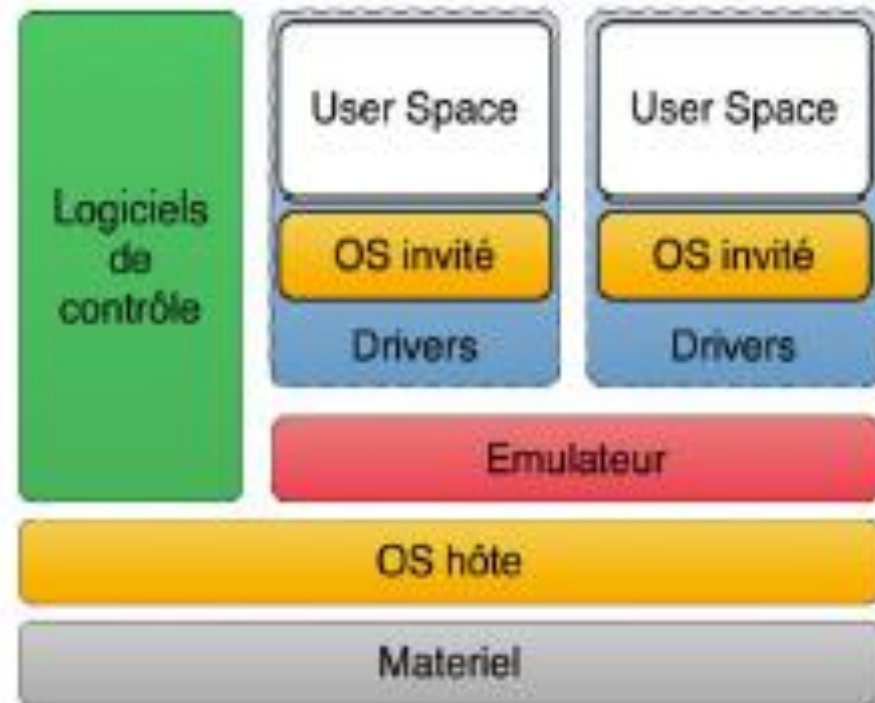 Logiciels
de
contrôle
User Space
OS invité
Drivers
User Space
OS invité
Drivers
Emulateur
OS hôte
Materiel